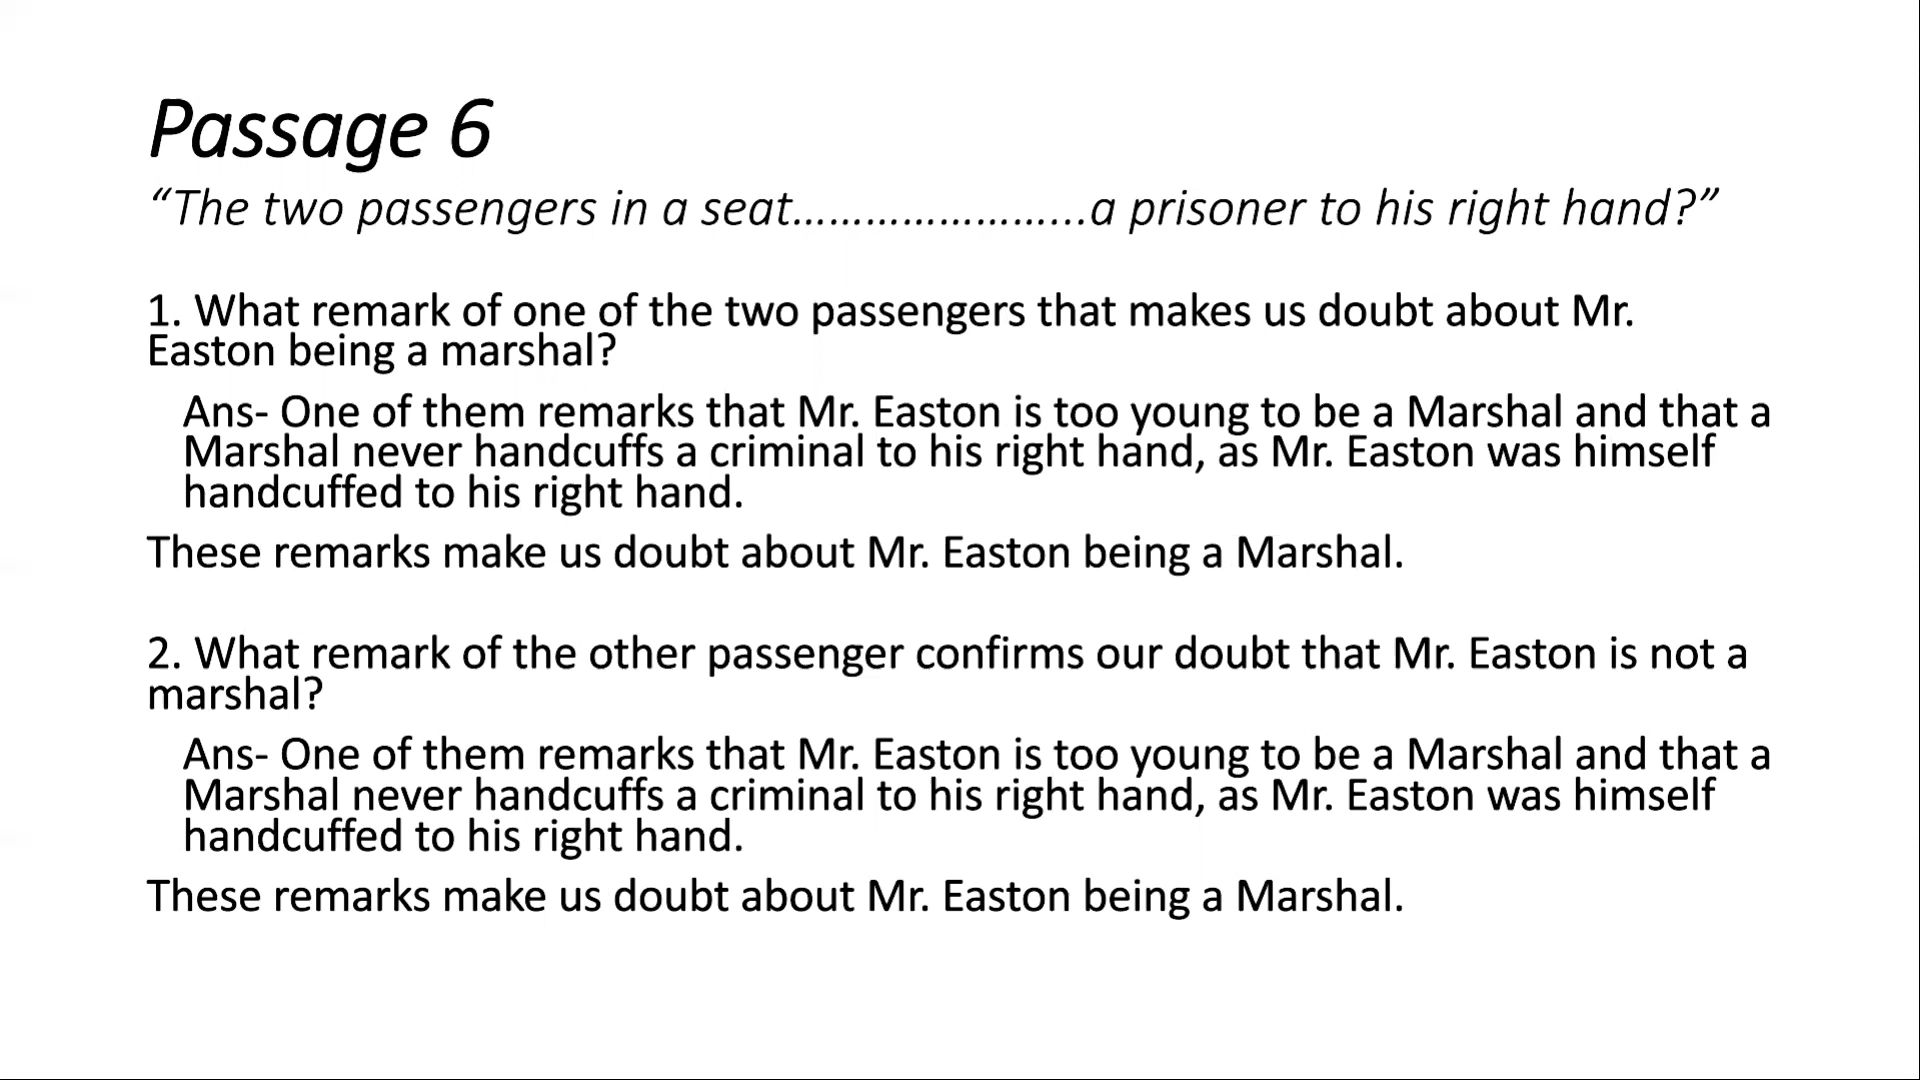 Passage 6
“The two passengers in a seat……………………a prisoner to his right hand?”
1. What remark of one of the two passengers that makes us doubt about Mr.
Easton being a marshal?
Ans- One of them remarks that Mr. Easton is too young to be a Marshal and that a
Marshal never handcuffs a criminal to his right hand, as Mr. Easton was himself
handcuffed to his right hand.
These remarks make us doubt about Mr. Easton being a Marshal.
2. What remark of the other passenger confirms our doubt that Mr. Easton is not a
marshal?
Ans- One of them remarks that Mr. Easton is too young to be a Marshal and that a
Marshal never handcuffs a criminal to his right hand, as Mr. Easton was himself
handcuffed to his right hand.
These remarks make us doubt about Mr. Easton being a Marshal.